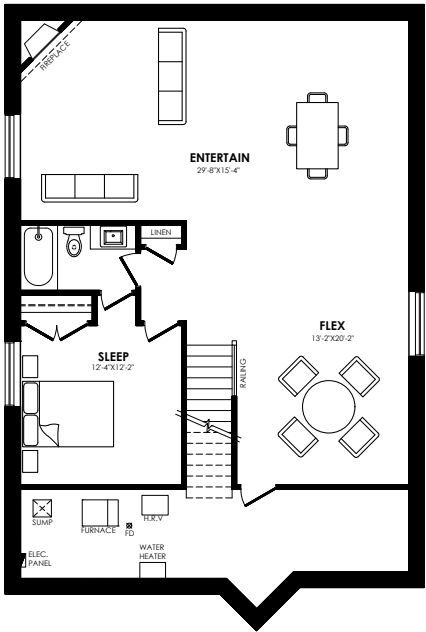 FIREPLACE
ENTERTAIN
29'-8"X15'-4"
LINEN
FLEX
13'-2"X20'-2"
SLEEP
12'-4"X12'-2"
RAILING
SUMP
FURNACE
FD
H.R.V
ELEC.
PANEL
WATER
HEATER